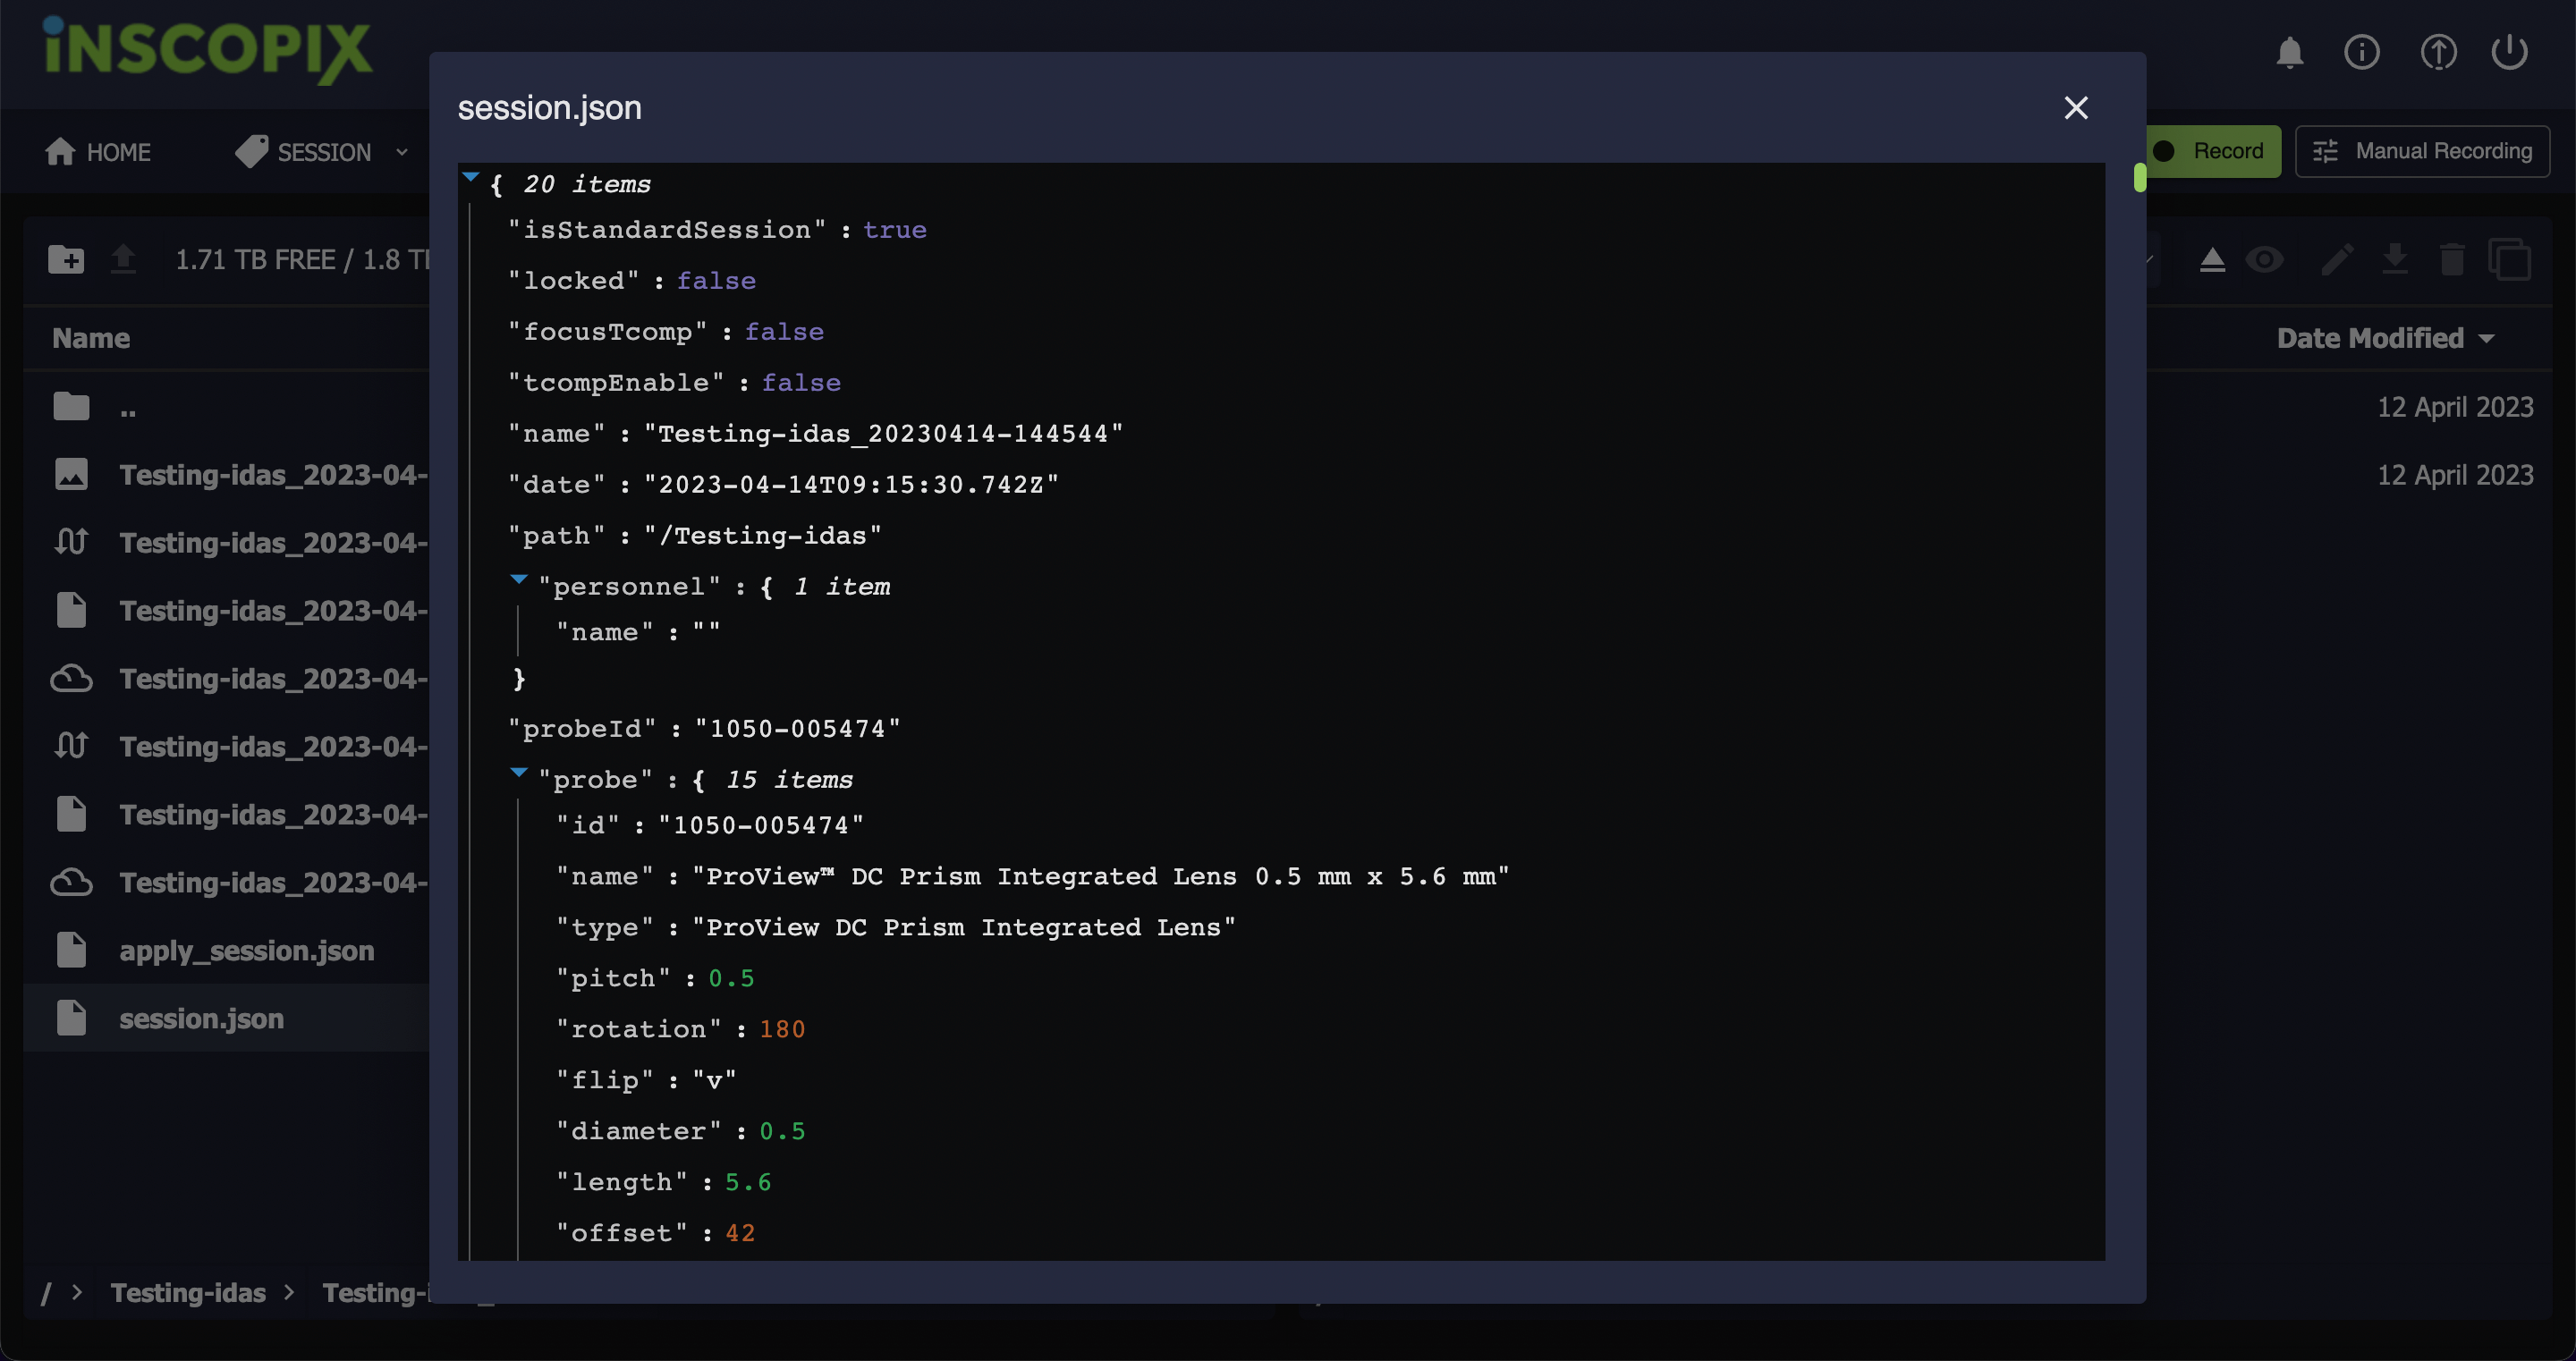 iNSCOPIX
session.json
HOME
SESSION
Record
Manual Recording
1.71 TB FREE / 1.8
Name
Date Modified
..
12 April 2023
Testing-idas_2023-04-
12 April 2023
Testing-idas_2023-04-
Testing-idas_2023-04-
Testing-idas_2023-04-
Testing-idas_2023-04-
Testing-idas_2023-04-
Testing-idas_2023-04-
apply_session.json
session.json
/ > Testing-idas >
{ 20 items
"isStandardSession" : true
"locked" : false
"focusTcomp" : false
"tcompEnable" : false
"name" : "Testing-idas_20230414-144544"
"date" : "2023-04-14T09:15:30.742Z"
"path" : "/Testing-idas"
"personnel" : { 1 item
"name" : ""
}
"probeId" : "1050-005474"
"probe" : { 15 items
"id" : "1050-005474"
"name" : "ProView™ DC Prism Integrated Lens 0.5 mm x 5.6 mm"
"type" : "ProView DC Prism Integrated Lens"
"pitch" : 0.5
"rotation" : 180
"flip" : "v"
"diameter" : 0.5
"length" : 5.6
"offset" : 42